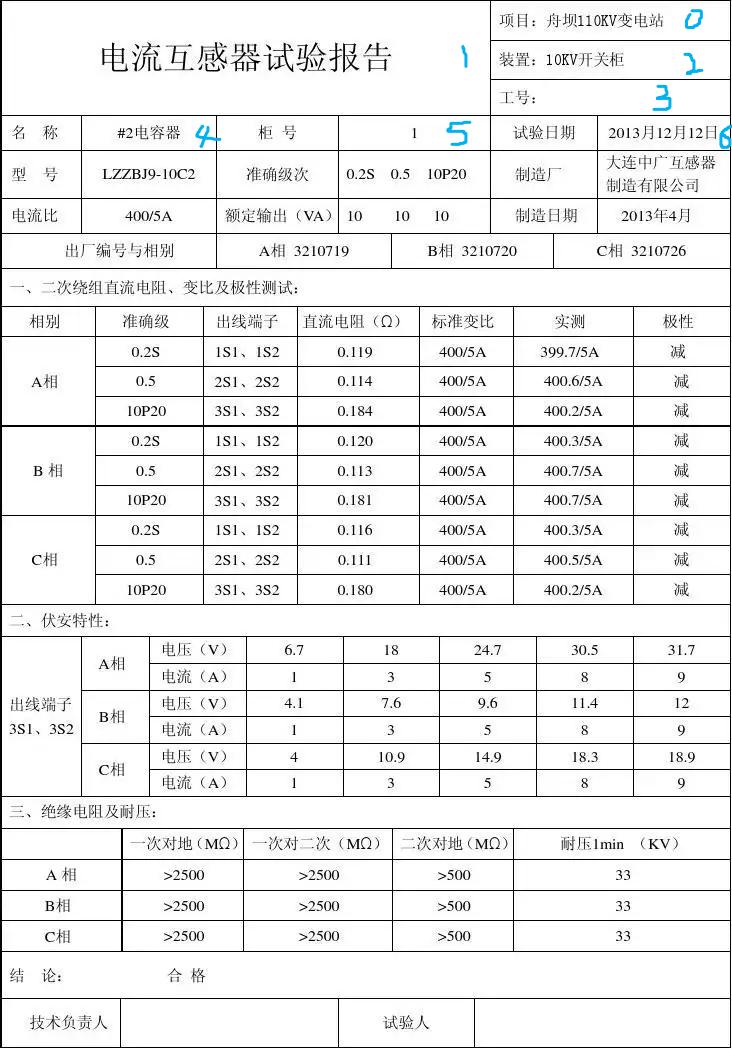 项目：舟坝110KV变电站 0
电流互感器试验报告 1
装置：10KV开关柜 2
工号： 3
名 称 #2电容器 4 柜 号 1 5 试验日期 2013月12月12日 6
型 号 LZZBJ9-10C2 准确级次 0.2S 0.5 10P20 制造厂 大连中广互感器
制造有限公司
电流比 400/5A 额定输出（VA） 10 10 10 制造日期 2013年4月
出厂编号与相别 A相 3210719 B相 3210720 C相 3210726
一、二次绕组直流电阻、变比及极性测试：
相别 准确级 出线端子 直流电阻（Ω） 标准变比 实测 极性
0.2S 1S1、1S2 0.119 400/5A 399.7/5A 减
A相 0.5 2S1、2S2 0.114 400/5A 400.6/5A 减
10P20 3S1、3S2 0.184 400/5A 400.2/5A 减
0.2S 1S1、1S2 0.120 400/5A 400.3/5A 减
B 相 0.5 2S1、2S2 0.113 400/5A 400.7/5A 减
10P20 3S1、3S2 0.181 400/5A 400.7/5A 减
0.2S 1S1、1S2 0.116 400/5A 400.3/5A 减
C相 0.5 2S1、2S2 0.111 400/5A 400.5/5A 减
10P20 3S1、3S2 0.180 400/5A 400.2/5A 减
二、伏安特性：
出线端子
3S1、3S2
A相 电压（V） 6.7 18 24.7 30.5 31.7
电流（A） 1 3 5 8 9
B相 电压（V） 4.1 7.6 9.6 11.4 12
电流（A） 1 3 5 8 9
C相 电压（V） 4 10.9 14.9 18.3 18.9
电流（A） 1 3 5 8 9
三、绝缘电阻及耐压：
一次对地（MΩ） 一次对二次（MΩ） 二次对地（MΩ） 耐压1min （KV）
A 相 >2500 >2500 >500 33
B相 >2500 >2500 >500 33
C相 >2500 >2500 >500 33
结 论： 合 格
技术负责人 试验人